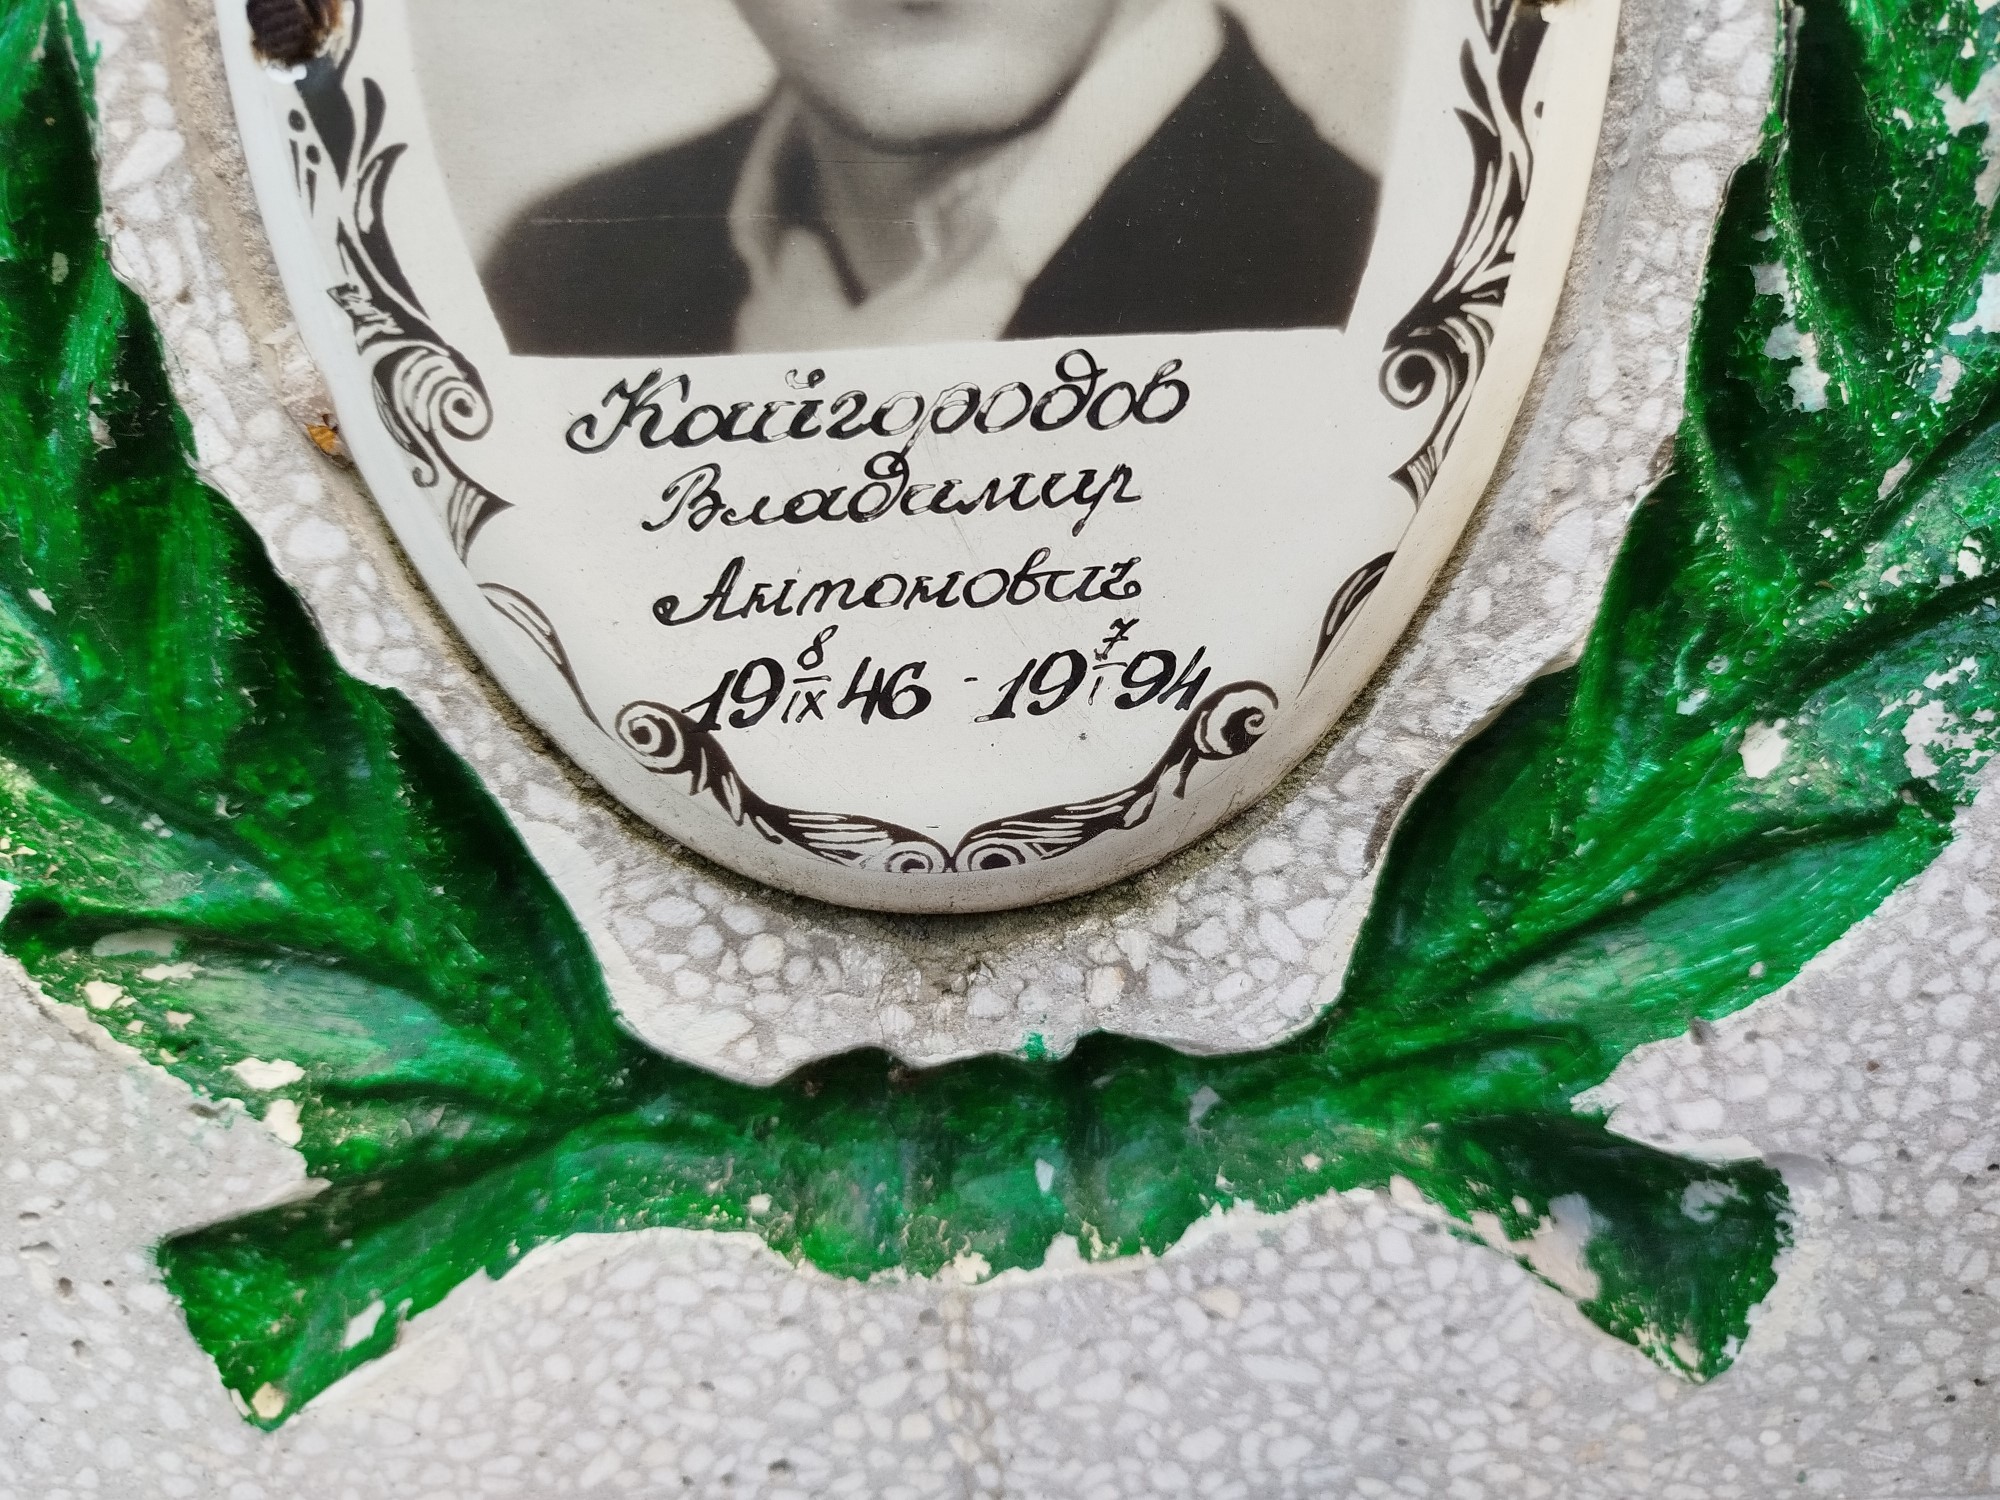 Кайгородов
Владимир
Антонович
19 8/IX 46 - 19 7/I 94